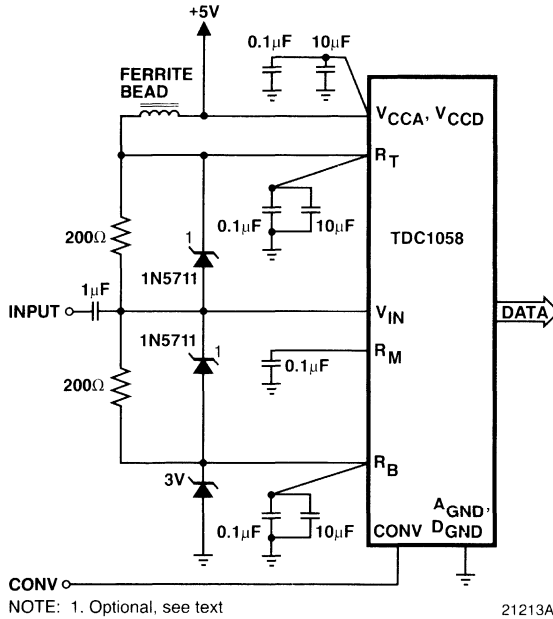 +5V
0.1μF 10μF
FERRITE
BEAD
VCCA, VCCD
RT
0.1μF 10μF
TDC1058
200Ω
1
1N5711
1μF
INPUT
VIN
DATA
1N5711
1
RM
0.1μF
200Ω
RB
3V
0.1μF 10μF
AGND,
DGND
CONV
CONV
NOTE: 1. Optional, see text
21213A